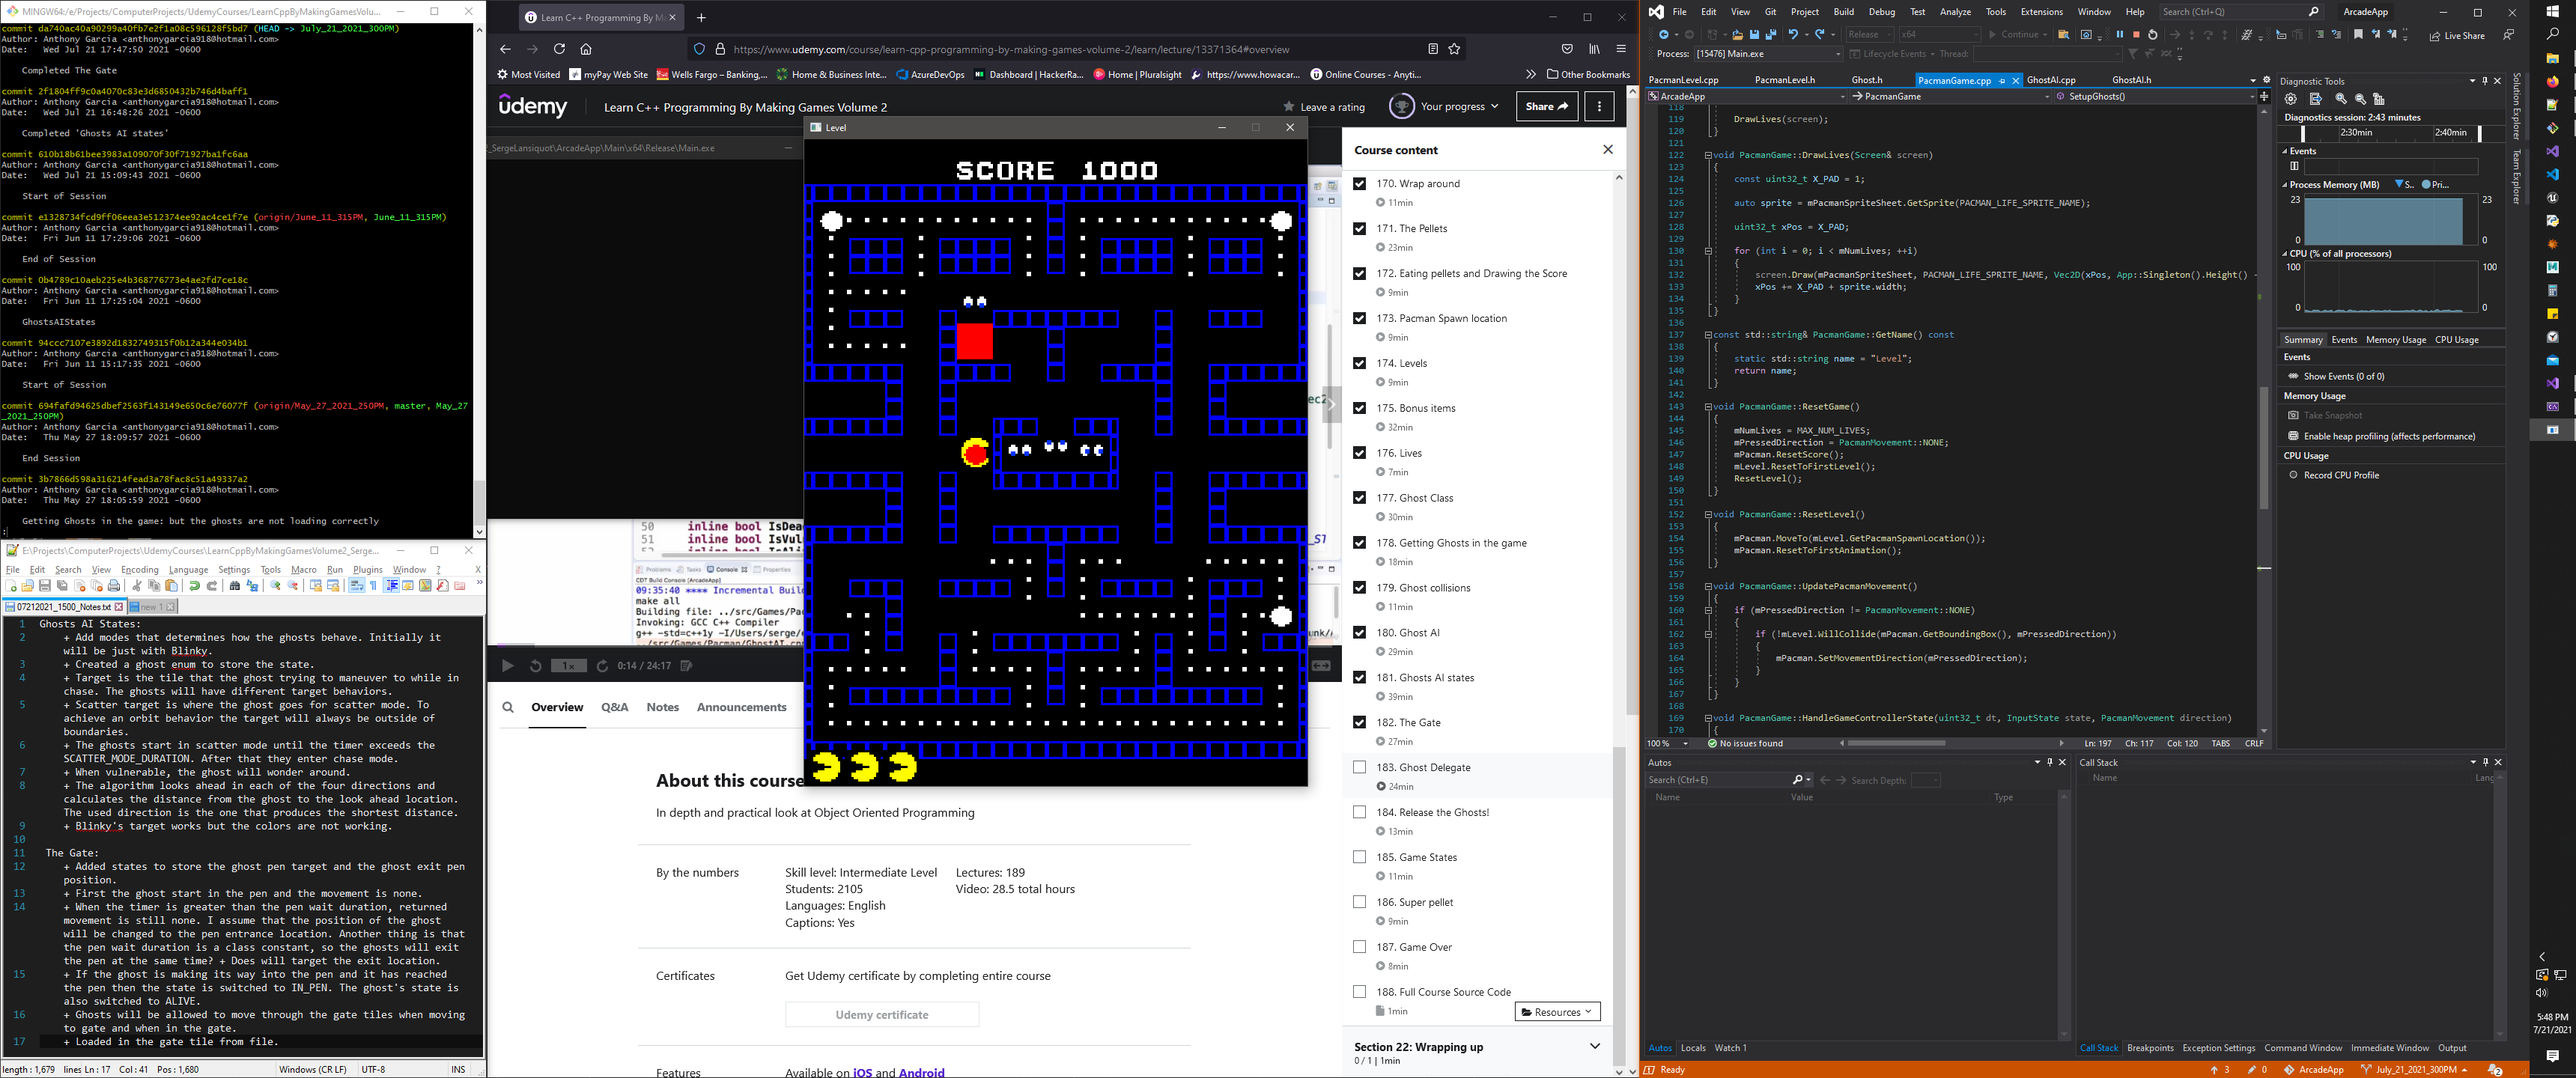 MINGW64:/e/Projects/ComputerProjects/UdemyCourses/LearnCppByMakingGamesVolu...
commit da740ac40a90299a40fb7e2f1a08c596128f5bd7 (HEAD -> July_21_2021_300PM)
Author: Anthony Garcia <anthonygarcia918@hotmail.com>
Date:   Wed Jul 21 17:47:50 2021 -0600
Completed The Gate
commit 2f1804ff9c0a4070c83e3d6850432b746d4baff1
Author: Anthony Garcia <anthonygarcia918@hotmail.com>
Date:   Wed Jul 21 16:48:26 2021 -0600
Completed 'Ghosts AI states'
commit 610b18b61bee3983a109070f30f71927ba1fc6aa
Author: Anthony Garcia <anthonygarcia918@hotmail.com>
Date:   Wed Jul 21 15:09:43 2021 -0600
Start of Session
commit e1328734fcd9ff06eea3e512374ee92ac4ce1f7e (origin/June_11_315PM, June_11_315PM)
Author: Anthony Garcia <anthonygarcia918@hotmail.com>
Date:   Fri Jun 11 17:29:06 2021 -0600
End of Session
commit 0b4789c10aeb225e4b368776773e4ae2fd7ce18c
Author: Anthony Garcia <anthonygarcia918@hotmail.com>
Date:   Fri Jun 11 17:25:04 2021 -0600
GhostsAIStates
commit 94ccc7107e3892d1832749315f0b12a344e034b1
Author: Anthony Garcia <anthonygarcia918@hotmail.com>
Date:   Fri Jun 11 15:17:35 2021 -0600
Start of Session
commit 694fafd94625dbef2563f143149e650c6e76077f (origin/May_27_2021_250PM, master, May_27
_2021_250PM)
Author: Anthony Garcia <anthonygarcia918@hotmail.com>
Date:   Thu May 27 18:09:57 2021 -0600
End Session
commit 3b7866d598a316214fead3a78fac8c51a49337a2
Author: Anthony Garcia <anthonygarcia918@hotmail.com>
Date:   Thu May 27 18:05:59 2021 -0600
Getting Ghosts in the game: but the ghosts are not loading correctly
:
E:\Projects\ComputerProjects\UdemyCourses\LearnCppByMakingGamesVolume2_Serge...
File Edit Search View Encoding Language Settings Tools Macro Run Plugins Window ? X
07212021_1500_Notes.txt new 1
1 Ghosts AI States:
2 + Add modes that determines how the ghosts behave. Initially it
will be just with Blinky.
3 + Created a ghost enum to store the state.
4 + Target is the tile that the ghost trying to maneuver to while in
chase. The ghosts will have different target behaviors.
5 + Scatter target is where the ghost goes for scatter mode. To
achieve an orbit behavior the target will always be outside of
boundaries.
6 + The ghosts start in scatter mode until the timer exceeds the
SCATTER_MODE_DURATION. After that they enter chase mode.
7 + When vulnerable, the ghost will wonder around.
8 + The algorithm looks ahead in each of the four directions and
calculates the distance from the ghost to the look ahead location.
The used direction is the one that produces the shortest distance.
9 + Blinky's target works but the colors are not working.
10
11 The Gate:
12 + Added states to store the ghost pen target and the ghost exit pen
position.
13 + First the ghost start in the pen and the movement is none.
14 + When the timer is greater than the pen wait duration, returned
movement is still none. I assume that the position of the ghost
will be changed to the pen entrance location. Another thing is that
the pen wait duration is a class constant, so the ghosts will exit
the pen at the same time? + Does will target the exit location.
15 + If the ghost is making its way into the pen and it has reached
the pen then the state is switched to IN_PEN. The ghost's state is
also switched to ALIVE.
16 + Ghosts will be allowed to move through the gate tiles when moving
to gate and when in the gate.
17 + Loaded in the gate tile from file.
length : 1,679 lines Ln : 17 Col : 41 Pos : 1,680 Windows (CR LF) UTF-8 INS
Learn C++ Programming By M
https://www.udemy.com/course/learn-cpp-programming-by-making-games-volume-2/learn/lecture/13371364#overview
Most Visited myPay Web Site Wells Fargo – Banking,... Home & Business Inte... AzureDevOps Dashboard | HackerRa... Home | Pluralsight https://www.howacar... Online Courses - Anyti... Other Bookmarks
udemy Learn C++ Programming By Making Games Volume 2 Leave a rating Your progress Share
_SergeLansiquot\ArcadeApp\Main\x64\Release\Main.exe
Level
SCORE 1000
50 inline bool IsDea
51 inline bool IsVul
Problems Tasks Console Properties
CDT Build Console [ArcadeApp]
09:35:40 **** Incremental Buil
make all
Building file: ../src/Games/Pa
Invoking: GCC C++ Compiler
g++ -std=c++1y -I/Users/serge/
1x 0:14 / 24:17
Overview Q&A Notes Announcements
About this cours
In depth and practical look at Object Oriented Programming
By the numbers Skill level: Intermediate Level Lectures: 189
Students: 2105 Video: 28.5 total hours
Languages: English
Captions: Yes
Certificates Get Udemy certificate by completing entire course
Udemy certificate
Features Available on iOS and Android
Course content
170. Wrap around
11min
171. The Pellets
23min
172. Eating pellets and Drawing the Score
9min
173. Pacman Spawn location
9min
174. Levels
9min
175. Bonus items
32min
176. Lives
7min
177. Ghost Class
30min
178. Getting Ghosts in the game
18min
179. Ghost collisions
11min
180. Ghost AI
29min
181. Ghosts AI states
39min
182. The Gate
27min
183. Ghost Delegate
24min
184. Release the Ghosts!
13min
185. Game States
11min
186. Super pellet
9min
187. Game Over
8min
188. Full Course Source Code
1min Resources
Section 22: Wrapping up
0 / 1 | 1min
File Edit View Git Project Build Debug Test Analyze Tools Extensions Window Help Search (Ctrl+Q) ArcadeApp
Release x64 Continue Live Share
Process: [15476] Main.exe Lifecycle Events Thread:
PacmanLevel.cpp PacmanLevel.h Ghost.h PacmanGame.cpp GhostAI.cpp GhostAI.h
ArcadeApp PacmanGame SetupGhosts()
118
119 DrawLives(screen);
120 }
121
122 void PacmanGame::DrawLives(Screen& screen)
123 {
124 const uint32_t X_PAD = 1;
125
126 auto sprite = mPacmanSpriteSheet.GetSprite(PACMAN_LIFE_SPRITE_NAME);
127
128 uint32_t xPos = X_PAD;
129
130 for (int i = 0; i < mNumLives; ++i)
131 {
132 screen.Draw(mPacmanSpriteSheet, PACMAN_LIFE_SPRITE_NAME, Vec2D(xPos, App::Singleton().Height() -
133 xPos += X_PAD + sprite.width;
134 }
135 }
136
137 const std::string& PacmanGame::GetName() const
138 {
139 static std::string name = "Level";
140 return name;
141 }
142
143 void PacmanGame::ResetGame()
144 {
145 mNumLives = MAX_NUM_LIVES;
146 mPressedDirection = PacmanMovement::NONE;
147 mPacman.ResetScore();
148 mLevel.ResetToFirstLevel();
149 ResetLevel();
150 }
151
152 void PacmanGame::ResetLevel()
153 {
154 mPacman.MoveTo(mLevel.GetPacmanSpawnLocation());
155 mPacman.ResetToFirstAnimation();
156 }
157
158 void PacmanGame::UpdatePacmanMovement()
159 {
160 if (mPressedDirection != PacmanMovement::NONE)
161 {
162 if (!mLevel.WillCollide(mPacman.GetBoundingBox(), mPressedDirection))
163 {
164 mPacman.SetMovementDirection(mPressedDirection);
165 }
166 }
167 }
168
169 void PacmanGame::HandleGameControllerState(uint32_t dt, InputState state, PacmanMovement direction)
170 {
100 % No issues found Ln: 197 Ch: 117 Col: 120 TABS CRLF
Autos
Search (Ctrl+E) Search Depth:
Name Value Type
Autos Locals Watch 1
Call Stack
Name Lang
Call Stack Breakpoints Exception Settings Command Window Immediate Window Output
Diagnostic Tools
Diagnostics session: 2:43 minutes
2:30min 2:40min
Events
Process Memory (MB) S.. Pri...
23 23
0 0
CPU (% of all processors)
100 100
0 0
Summary Events Memory Usage CPU Usage
Events
Show Events (0 of 0)
Memory Usage
Take Snapshot
Enable heap profiling (affects performance)
CPU Usage
Record CPU Profile
Solution Explorer
Team Explorer
Ready 3 0 ArcadeApp July_21_2021_300PM 2
5:48 PM
7/21/2021